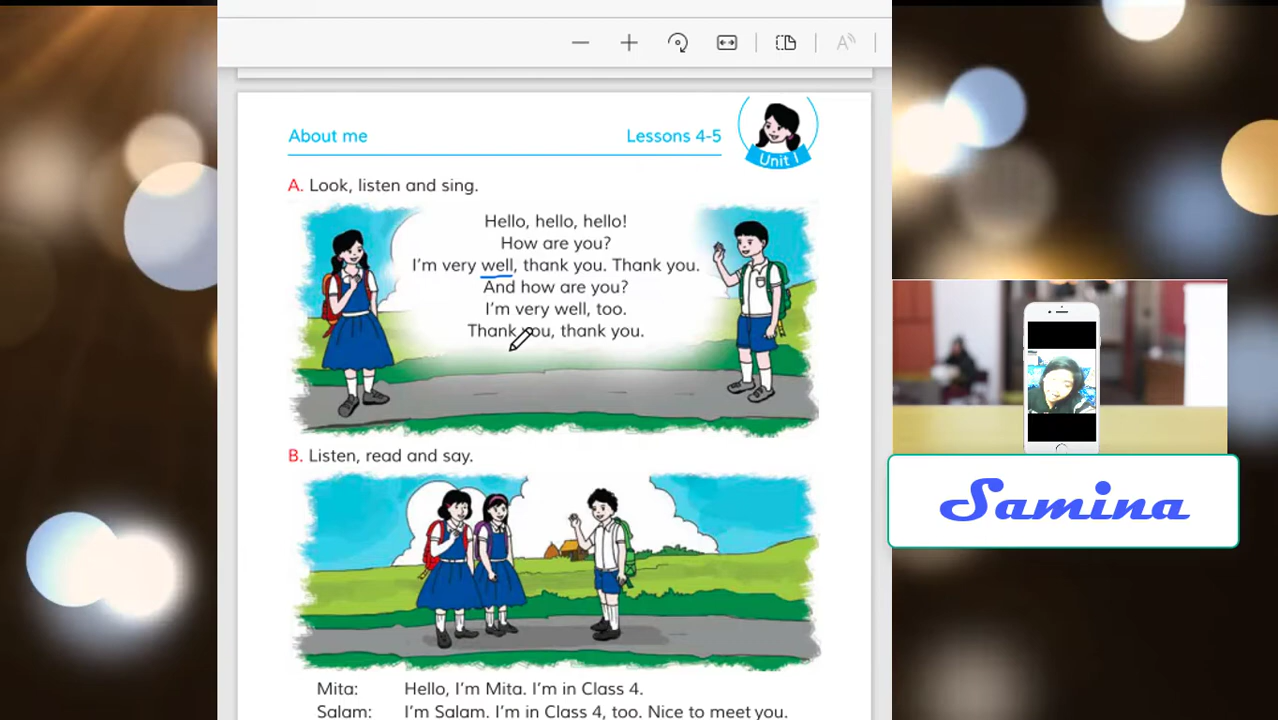 About me
Lessons 4-5
Unit 1
A. Look, listen and sing.
Hello, hello, hello!
How are you?
I'm very well, thank you. Thank you.
And how are you?
I'm very well, too.
Thank you, thank you.
B. Listen, read and say.
Samina
Mita: Hello, I'm Mita. I'm in Class 4.
Salam: I'm Salam. I'm in Class 4, too. Nice to meet you.